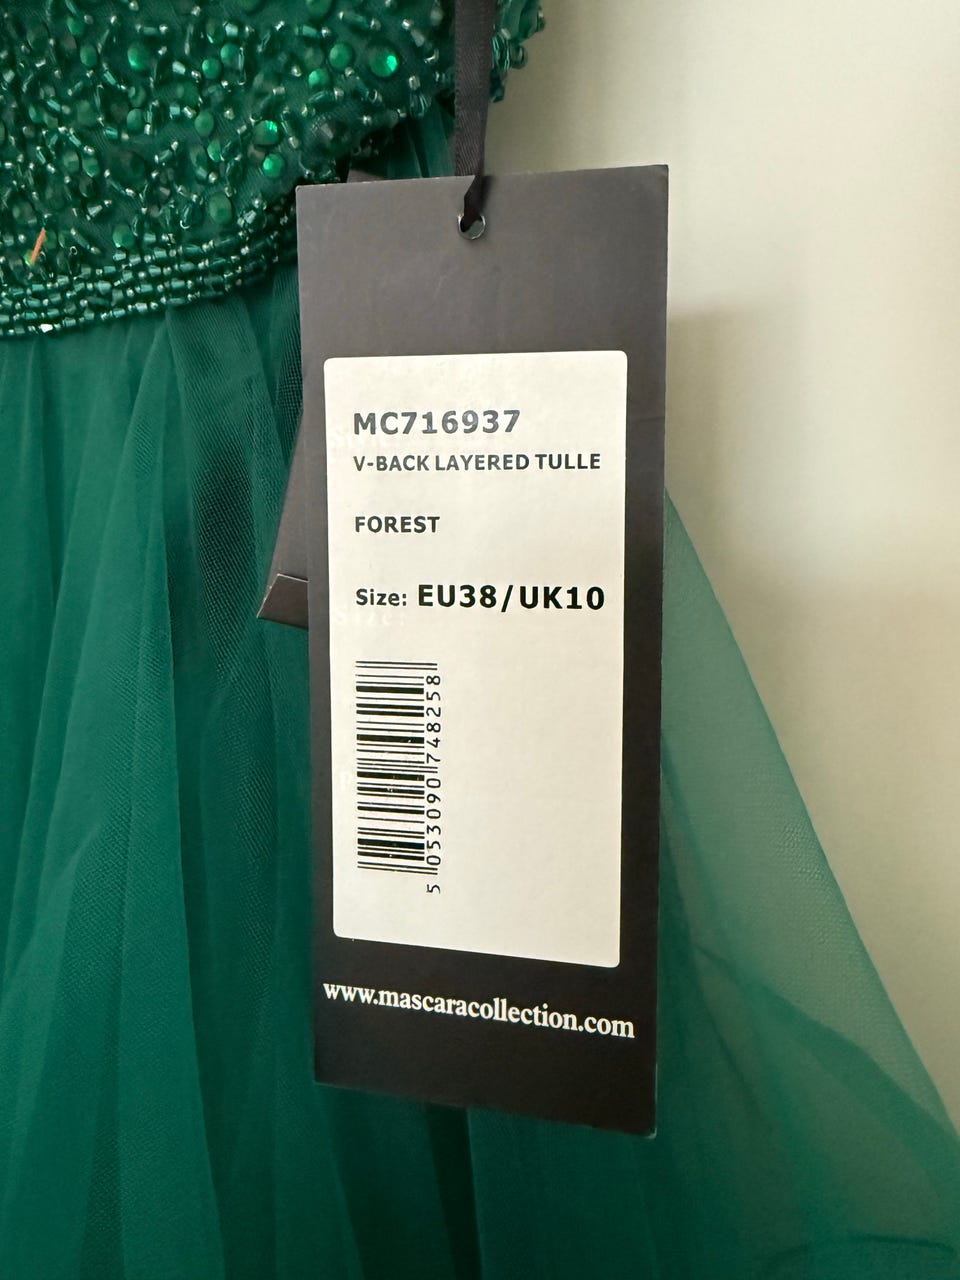 MC716937
V-BACK LAYERED TULLE
FOREST
Size: EU38/UK10
5 053090 748258
www.mascaracollection.com